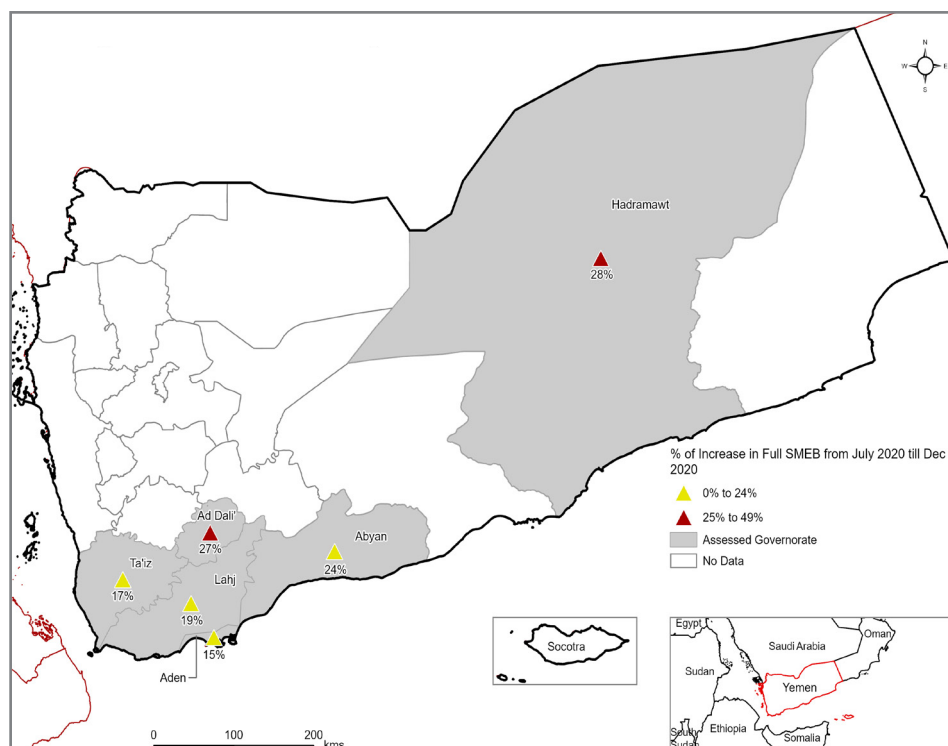 N
W E
S
Hadramawt
28%
% of Increase in Full SMEB from July 2020 till Dec
2020
0% to 24%
25% to 49%
Assessed Governorate
No Data
Ad Dali'
27%
Abyan
24%
Ta'iz
17%
Lahj
19%
15%
Aden
Socotra
Egypt
Saudi Arabia
Oman
Sudan
Yemen
Ethiopia
South
Sudan
Somalia
0 100 200
kms